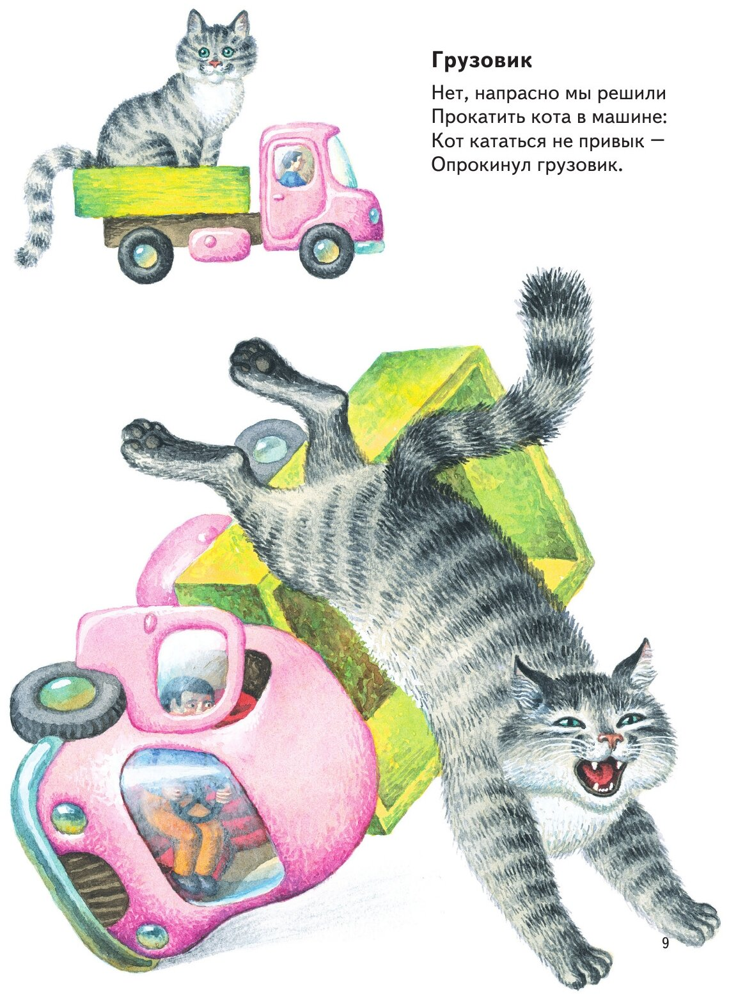 Грузовик
Нет, напрасно мы решили
Прокатить кота в машине:
Кот кататься не привык —
Опрокинул грузовик.
9